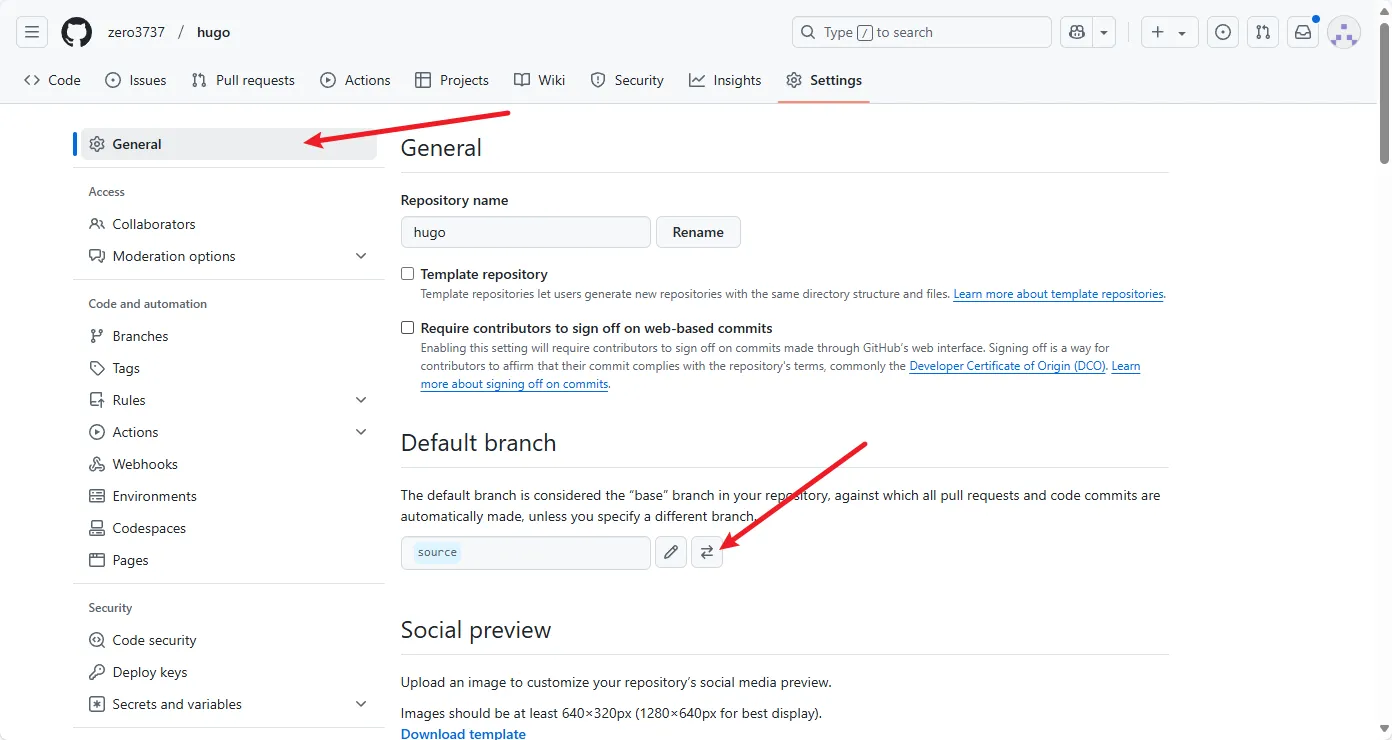 zero3737 / hugo
Type / to search
Code Issues Pull requests Actions Projects Wiki Security Insights Settings
General
Access
Collaborators
Moderation options
Code and automation
Branches
Tags
Rules
Actions
Webhooks
Environments
Codespaces
Pages
Security
Code security
Deploy keys
Secrets and variables
General
Repository name
hugo Rename
Template repository
Template repositories let users generate new repositories with the same directory structure and files. Learn more about template repositories.
Require contributors to sign off on web-based commits
Enabling this setting will require contributors to sign off on commits made through GitHub’s web interface. Signing off is a way for
contributors to affirm that their commit complies with the repository's terms, commonly the Developer Certificate of Origin (DCO). Learn
more about signing off on commits.
Default branch
The default branch is considered the “base” branch in your repository, against which all pull requests and code commits are
automatically made, unless you specify a different branch.
source
Social preview
Upload an image to customize your repository’s social media preview.
Images should be at least 640×320px (1280×640px for best display).
Download template